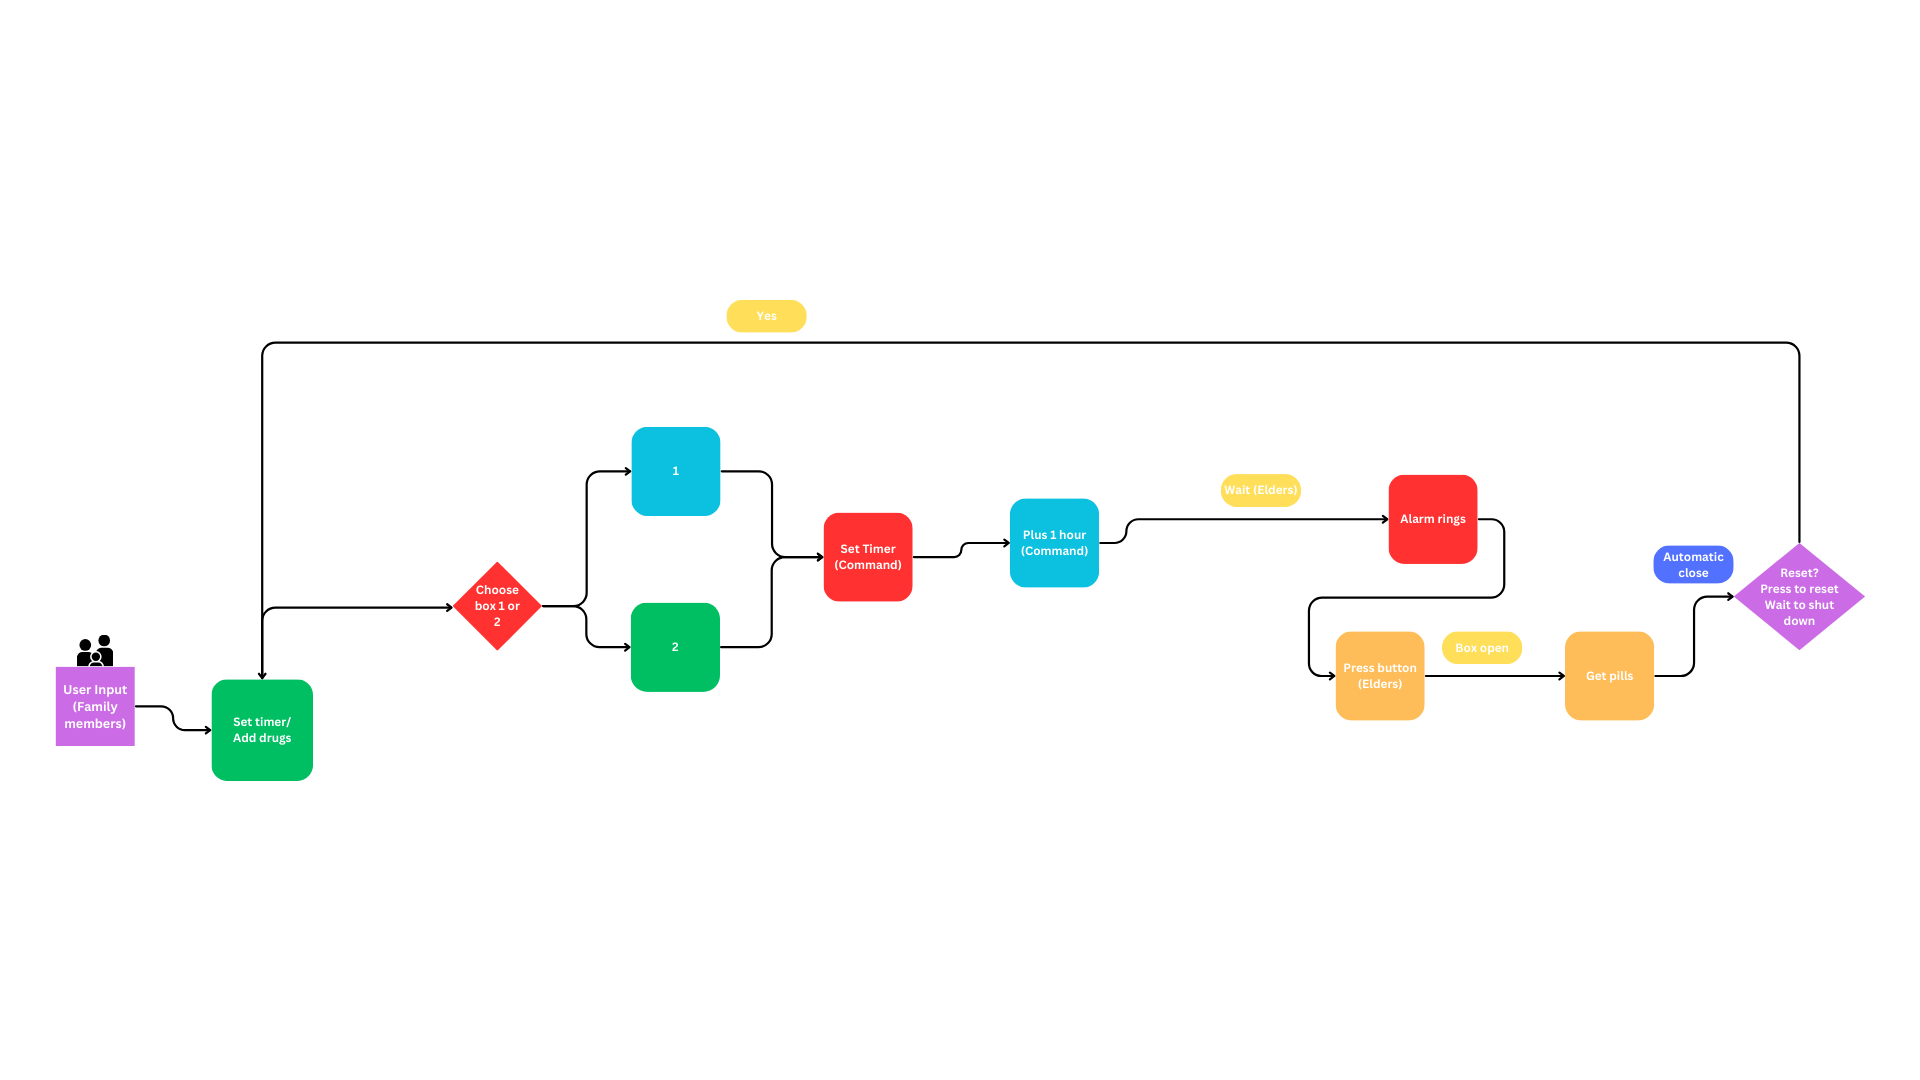 Yes
User Input
(Family
members)
Set timer/
Add drugs
Choose
box 1 or
2
1
2
Set Timer
(Command)
Plus 1 hour
(Command)
Wait (Elders)
Alarm rings
Press button
(Elders)
Box open
Get pills
Automatic
close
Reset?
Press to reset
Wait to shut
down